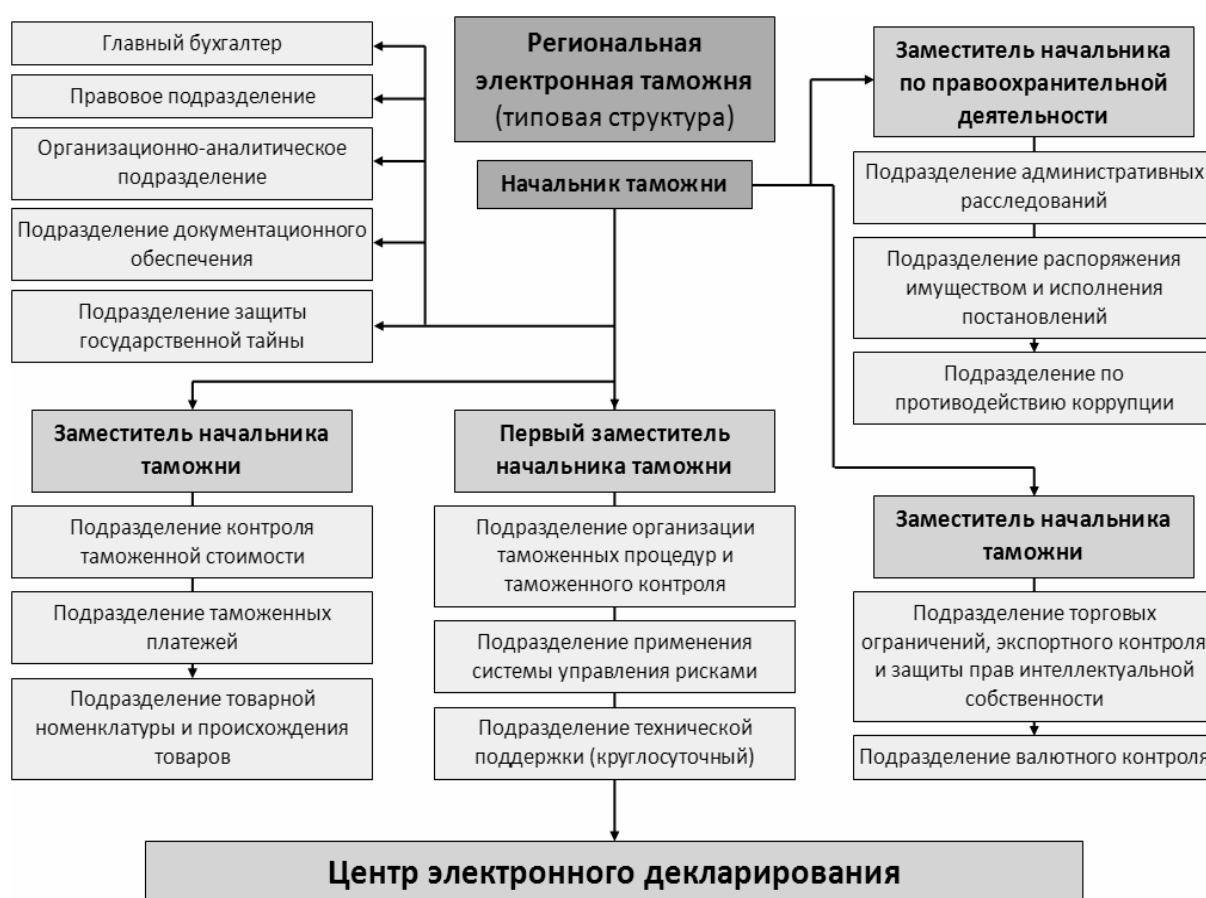 Региональная
электронная таможня
(типовая структура)
Начальник таможни
Главный бухгалтер
Правовое подразделение
Организационно-аналитическое
подразделение
Подразделение документационного
обеспечения
Подразделение защиты
государственной тайны
Заместитель начальника
по правоохранительной
деятельности
Подразделение административных
расследований
Подразделение распоряжения
имуществом и исполнения
постановлений
Подразделение по
противодействию коррупции
Заместитель начальника
таможни
Подразделение контроля
таможенной стоимости
Подразделение таможенных
платежей
Подразделение товарной
номенклатуры и происхождения
товаров
Первый заместитель
начальника таможни
Подразделение организации
таможенных процедур и
таможенного контроля
Подразделение применения
системы управления рисками
Подразделение технической
поддержки (круглосуточный)
Заместитель начальника
таможни
Подразделение торговых
ограничений, экспортного контроля
и защиты прав интеллектуальной
собственности
Подразделение валютного контроля
Центр электронного декларирования